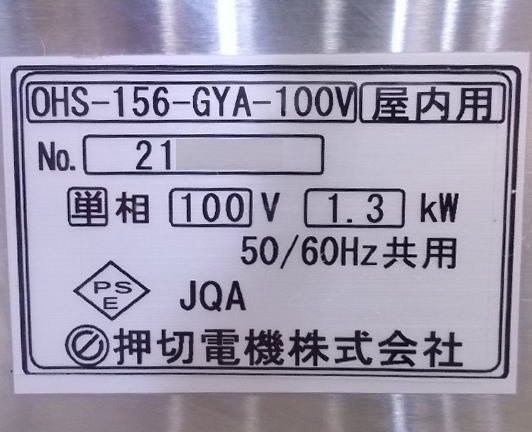 OHS-156-GYA-100V 屋内用
No. 21
単相 100V 1.3 kW
50/60Hz共用
PSE JQA
押切電機株式会社